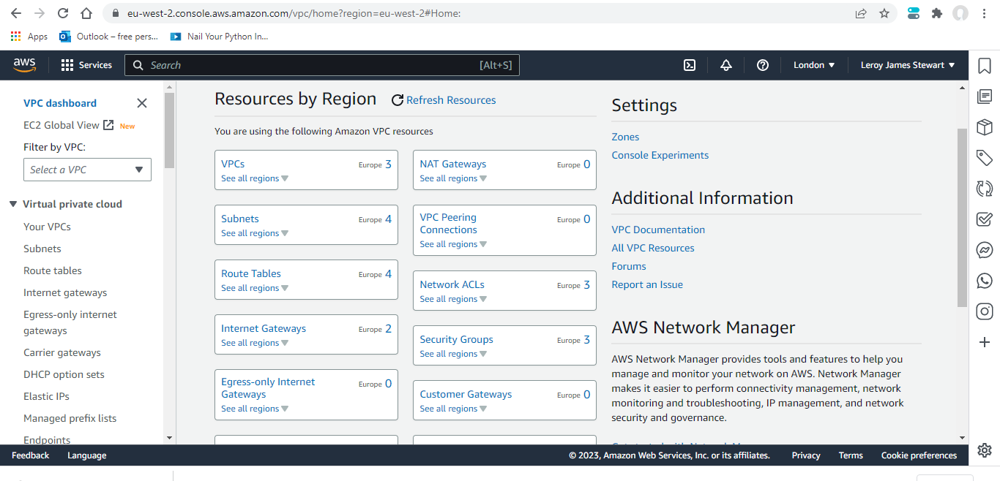 eu-west-2.console.aws.amazon.com/vpc/home?region=eu-west-2#Home:
Apps
Outlook – free pers...
Nail Your Python In...
aws
Services
Search
[Alt+S]
London
Leroy James Stewart
VPC dashboard
EC2 Global View
New
Filter by VPC:
Select a VPC
Virtual private cloud
Your VPCs
Subnets
Route tables
Internet gateways
Egress-only internet
gateways
Carrier gateways
DHCP option sets
Elastic IPs
Managed prefix lists
Endpoints
Resources by Region
Refresh Resources
You are using the following Amazon VPC resources
VPCs
Europe 3
See all regions
Subnets
Europe 4
See all regions
Route Tables
Europe 4
See all regions
Internet Gateways
Europe 2
See all regions
Egress-only Internet
Gateways
Europe 0
See all regions
NAT Gateways
Europe 0
See all regions
VPC Peering
Connections
Europe 0
See all regions
Network ACLs
Europe 3
See all regions
Security Groups
Europe 3
See all regions
Customer Gateways
Europe 0
See all regions
Settings
Zones
Console Experiments
Additional Information
VPC Documentation
All VPC Resources
Forums
Report an Issue
AWS Network Manager
AWS Network Manager provides tools and features to help you
manage and monitor your network on AWS. Network Manager
makes it easier to perform connectivity management, network
monitoring and troubleshooting, IP management, and network
security and governance.
Feedback
Language
© 2023, Amazon Web Services, Inc. or its affiliates.
Privacy
Terms
Cookie preferences